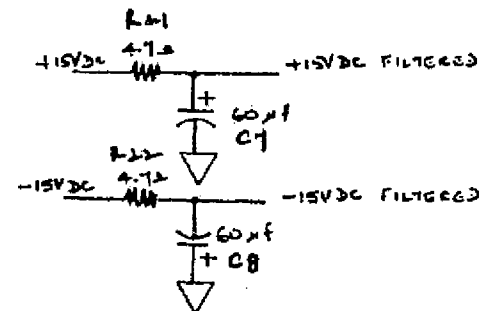 R21
4.7Ω
+15VDC
+15VDC FILTERED
+
60µf
C7
R22
4.7Ω
-15VDC
-15VDC FILTERED
60µf
+ C8